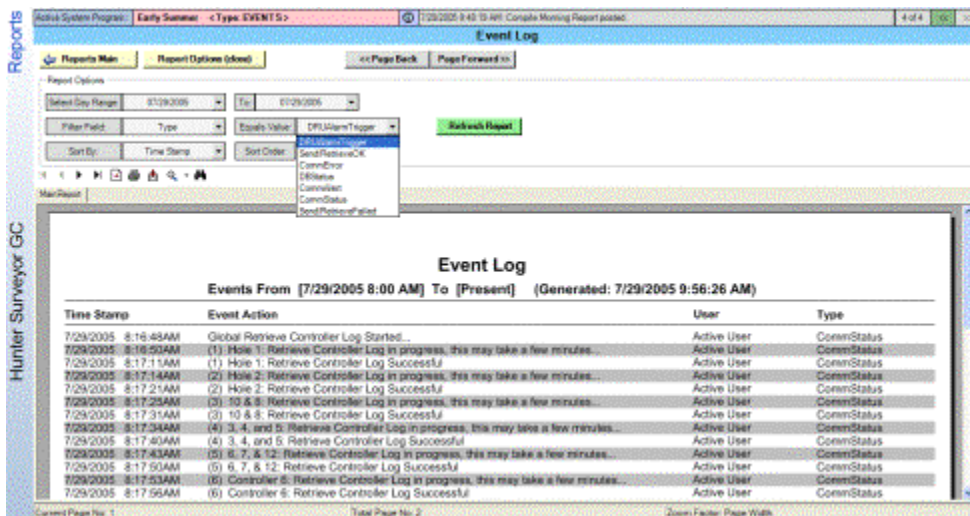 Reports
Hunter Surveyor GC
Active System Program: Early Summer <Type: EVENTS> 7/29/2005 8:40:19 AM: Compile Morning Report posted. 4 of 4 <<
Event Log
Reports Main Report Options (close) << Page Back Page Forward >>
Report Options
Select Day Range: 07/29/2005 To: 07/29/2005
Filter Field: Type Equals Value: DRUAlarmTrigger Refresh Report
Sort By: Time Stamp Sort Order:
DRUAlarmTrigger
SendRetrieveOK
CommError
DBStatus
CommAlert
CommStatus
SendRetrieveFailed
Main Report
Event Log
Events From [7/29/2005 8:00 AM] To [Present] (Generated: 7/29/2005 9:56:26 AM)
Time Stamp Event Action User Type
7/29/2005 8:16:48AM Global Retrieve Controller Log Started... Active User CommStatus
7/29/2005 8:16:50AM (1) Hole 1: Retrieve Controller Log in progress, this may take a few minutes... Active User CommStatus
7/29/2005 8:17:11AM (1) Hole 1: Retrieve Controller Log Successful Active User CommStatus
7/29/2005 8:17:14AM (2) Hole 2: Retrieve Controller Log in progress, this may take a few minutes... Active User CommStatus
7/29/2005 8:17:21AM (2) Hole 2: Retrieve Controller Log Successful Active User CommStatus
7/29/2005 8:17:25AM (3) 10 & 8: Retrieve Controller Log in progress, this may take a few minutes... Active User CommStatus
7/29/2005 8:17:31AM (3) 10 & 8: Retrieve Controller Log Successful Active User CommStatus
7/29/2005 8:17:34AM (4) 3, 4, and 5: Retrieve Controller Log in progress, this may take a few minutes... Active User CommStatus
7/29/2005 8:17:40AM (4) 3, 4, and 5: Retrieve Controller Log Successful Active User CommStatus
7/29/2005 8:17:43AM (5) 6, 7, & 12: Retrieve Controller Log in progress, this may take a few minutes... Active User CommStatus
7/29/2005 8:17:50AM (5) 6, 7, & 12: Retrieve Controller Log Successful Active User CommStatus
7/29/2005 8:17:53AM (6) Controller 6: Retrieve Controller Log in progress, this may take a few minutes... Active User CommStatus
7/29/2005 8:17:56AM (6) Controller 6: Retrieve Controller Log Successful Active User CommStatus
Current Page No: 1 Total Page No: 2 Zoom Factor: Page Width